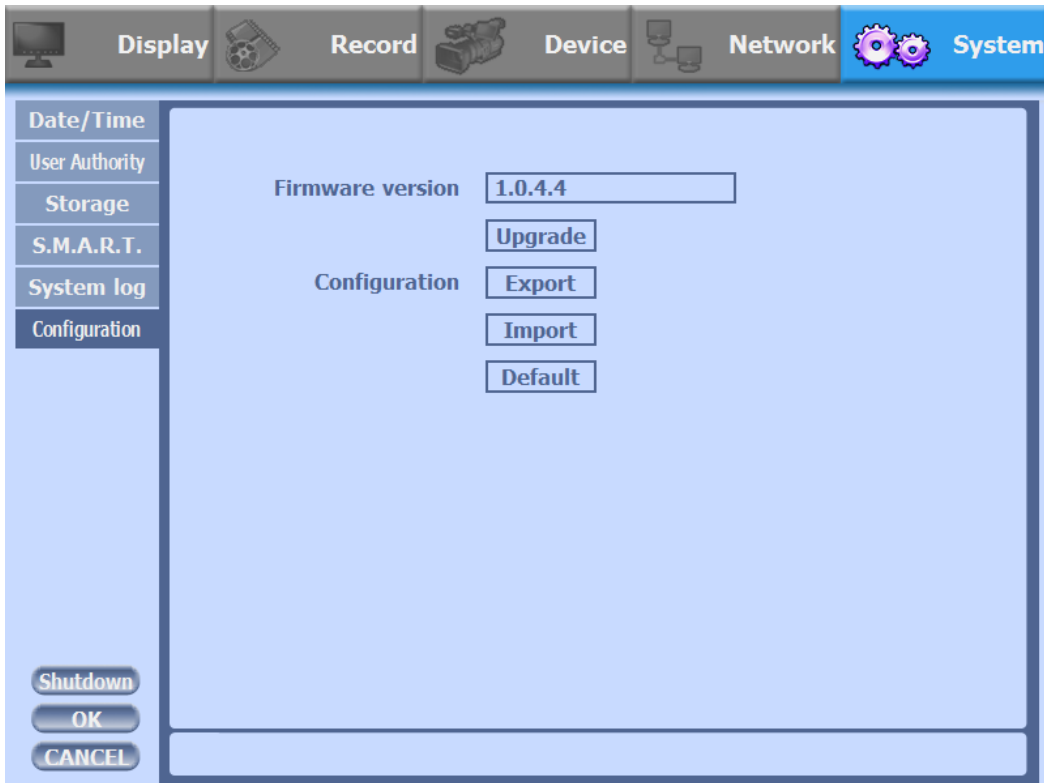 Display Record Device Network System
Date/Time
User Authority
Storage
S.M.A.R.T.
System log
Configuration
Firmware version 1.0.4.4
Upgrade
Configuration Export
Import
Default
Shutdown
OK
CANCEL